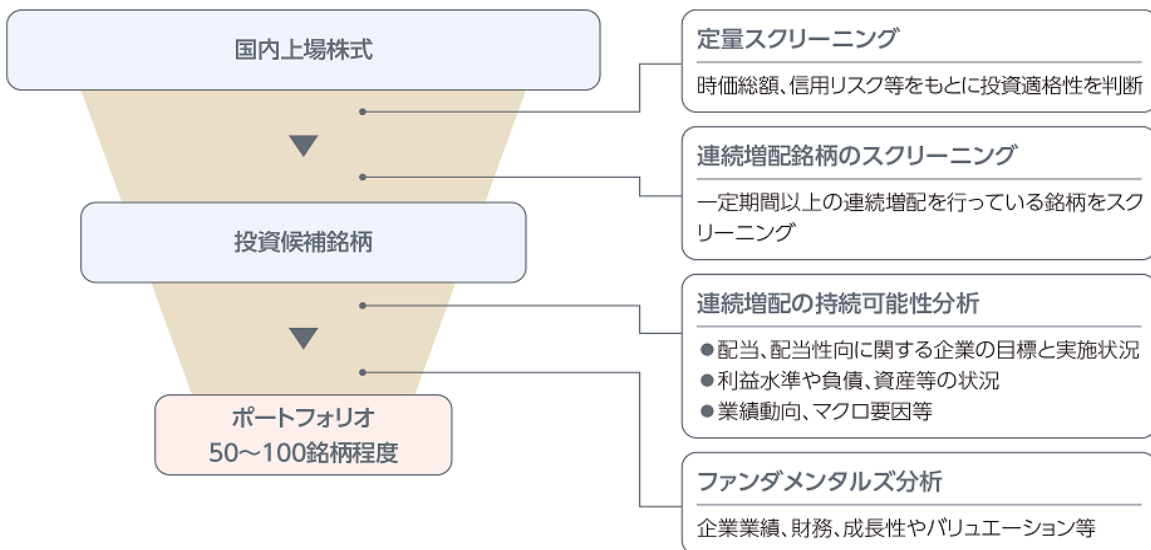 国内上場株式
定量スクリーニング
時価総額、信用リスク等をもとに投資適格性を判断
連続増配銘柄のスクリーニング
一定期間以上の連続増配を行っている銘柄をスク
リーニング
投資候補銘柄
連続増配の持続可能性分析
●配当、配当性向に関する企業の目標と実施状況
●利益水準や負債、資産等の状況
●業績動向、マクロ要因等
ポートフォリオ
50〜100銘柄程度
ファンダメンタルズ分析
企業業績、財務、成長性やバリュエーション等